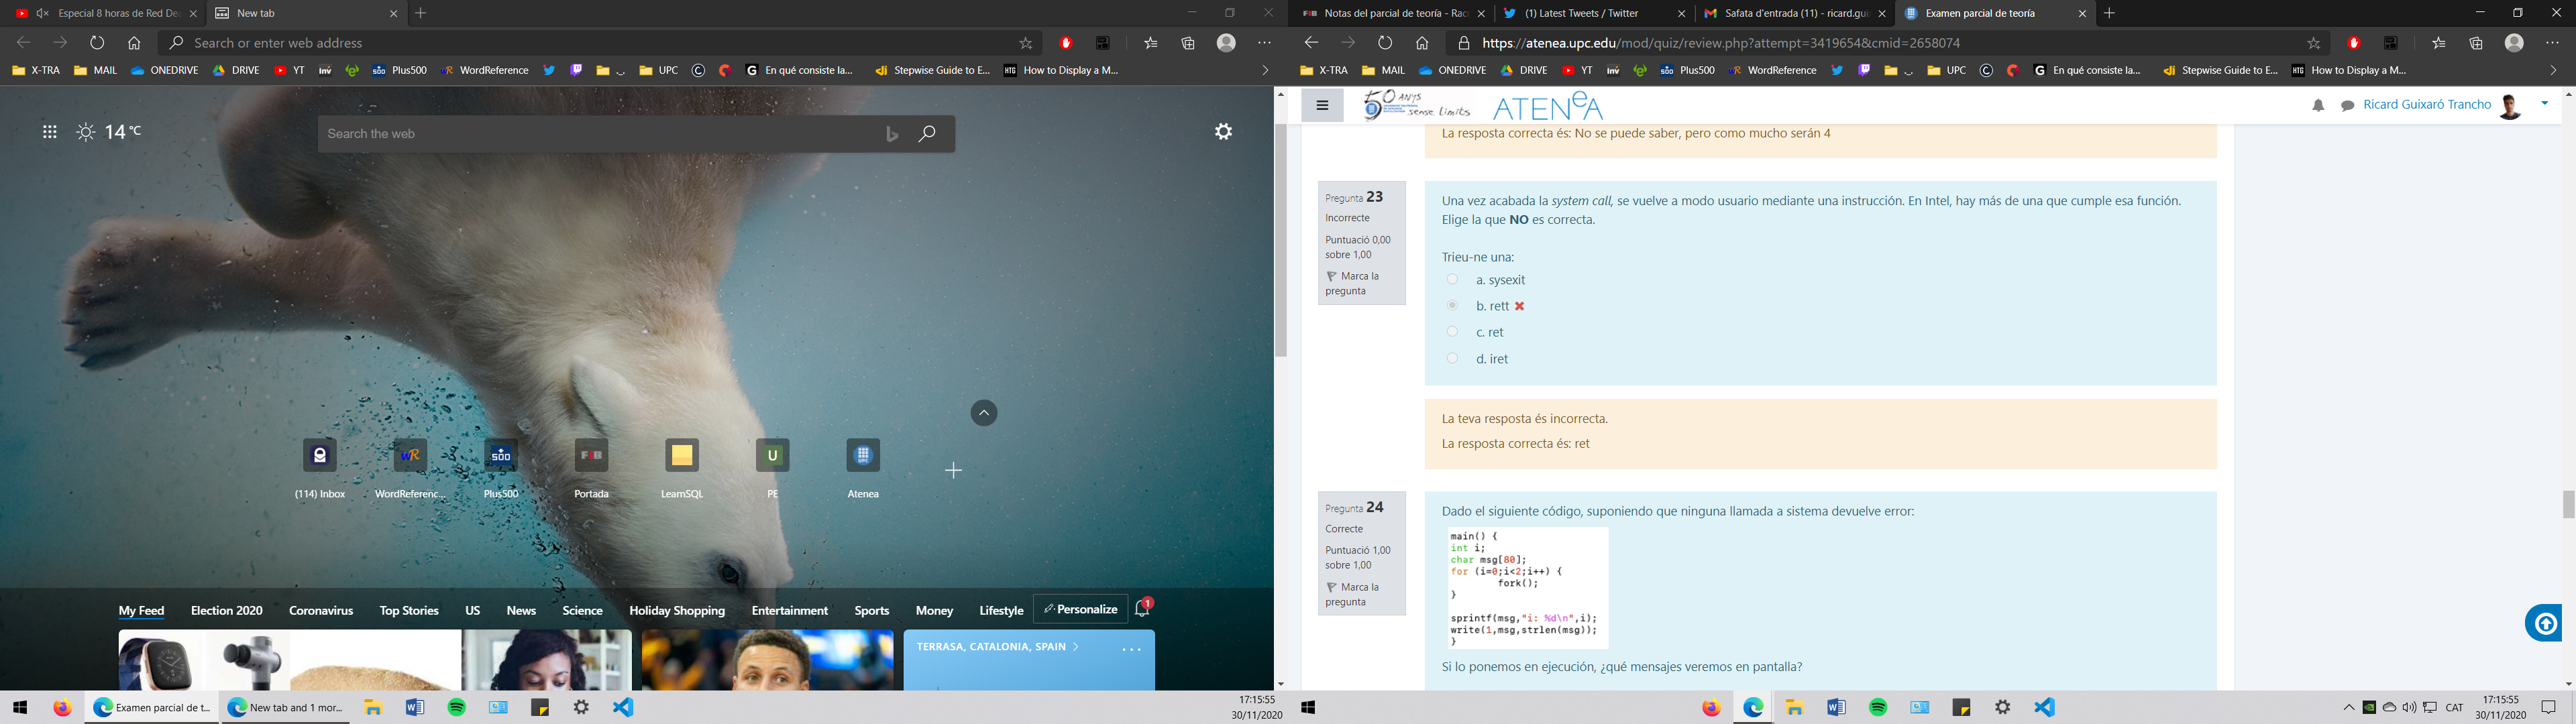 Especial 8 horas de Red De
New tab
Search or enter web address
X-TRA
MAIL
ONEDRIVE
DRIVE
YT
Plus500
WordReference
UPC
En qué consiste la...
Stepwise Guide to E...
How to Display a M...
14 °C
Search the web
(114) Inbox
WordReferenc...
Plus500
Portada
LearnSQL
PE
Atenea
My Feed
Election 2020
Coronavirus
Top Stories
US
News
Science
Holiday Shopping
Entertainment
Sports
Money
Lifestyle
Personalize
1
TERRASA, CATALONIA, SPAIN
Examen parcial de t...
New tab and 1 mor...
17:15:55
30/11/2020
Notas del parcial de teoría - Rac
(1) Latest Tweets / Twitter
Safata d'entrada (11) - ricard.gui
Examen parcial de teoría
https://atenea.upc.edu/mod/quiz/review.php?attempt=3419654&cmid=2658074
X-TRA
MAIL
ONEDRIVE
DRIVE
YT
Plus500
WordReference
UPC
En qué consiste la...
Stepwise Guide to E...
How to Display a M...
50 ANYS
sense límits
ATENEA
Ricard Guixaró Trancho
La resposta correcta és: No se puede saber, pero como mucho serán 4
Pregunta 23
Incorrecte
Puntuació 0,00
sobre 1,00
Marca la
pregunta
Una vez acabada la system call, se vuelve a modo usuario mediante una instrucción. En Intel, hay más de una que cumple esa función.
Elige la que NO es correcta.
Trieu-ne una:
a. sysexit
b. rett
c. ret
d. iret
La teva resposta és incorrecta.
La resposta correcta és: ret
Pregunta 24
Correcte
Puntuació 1,00
sobre 1,00
Marca la
pregunta
Dado el siguiente código, suponiendo que ninguna llamada a sistema devuelve error:
main() {
int i;
char msg[80];
for (i=0;i<2;i++) {
fork();
}
sprintf(msg,"i: %d\n",i);
write(1,msg,strlen(msg));
}
Si lo ponemos en ejecución, ¿qué mensajes veremos en pantalla?
CAT
17:15:55
30/11/2020